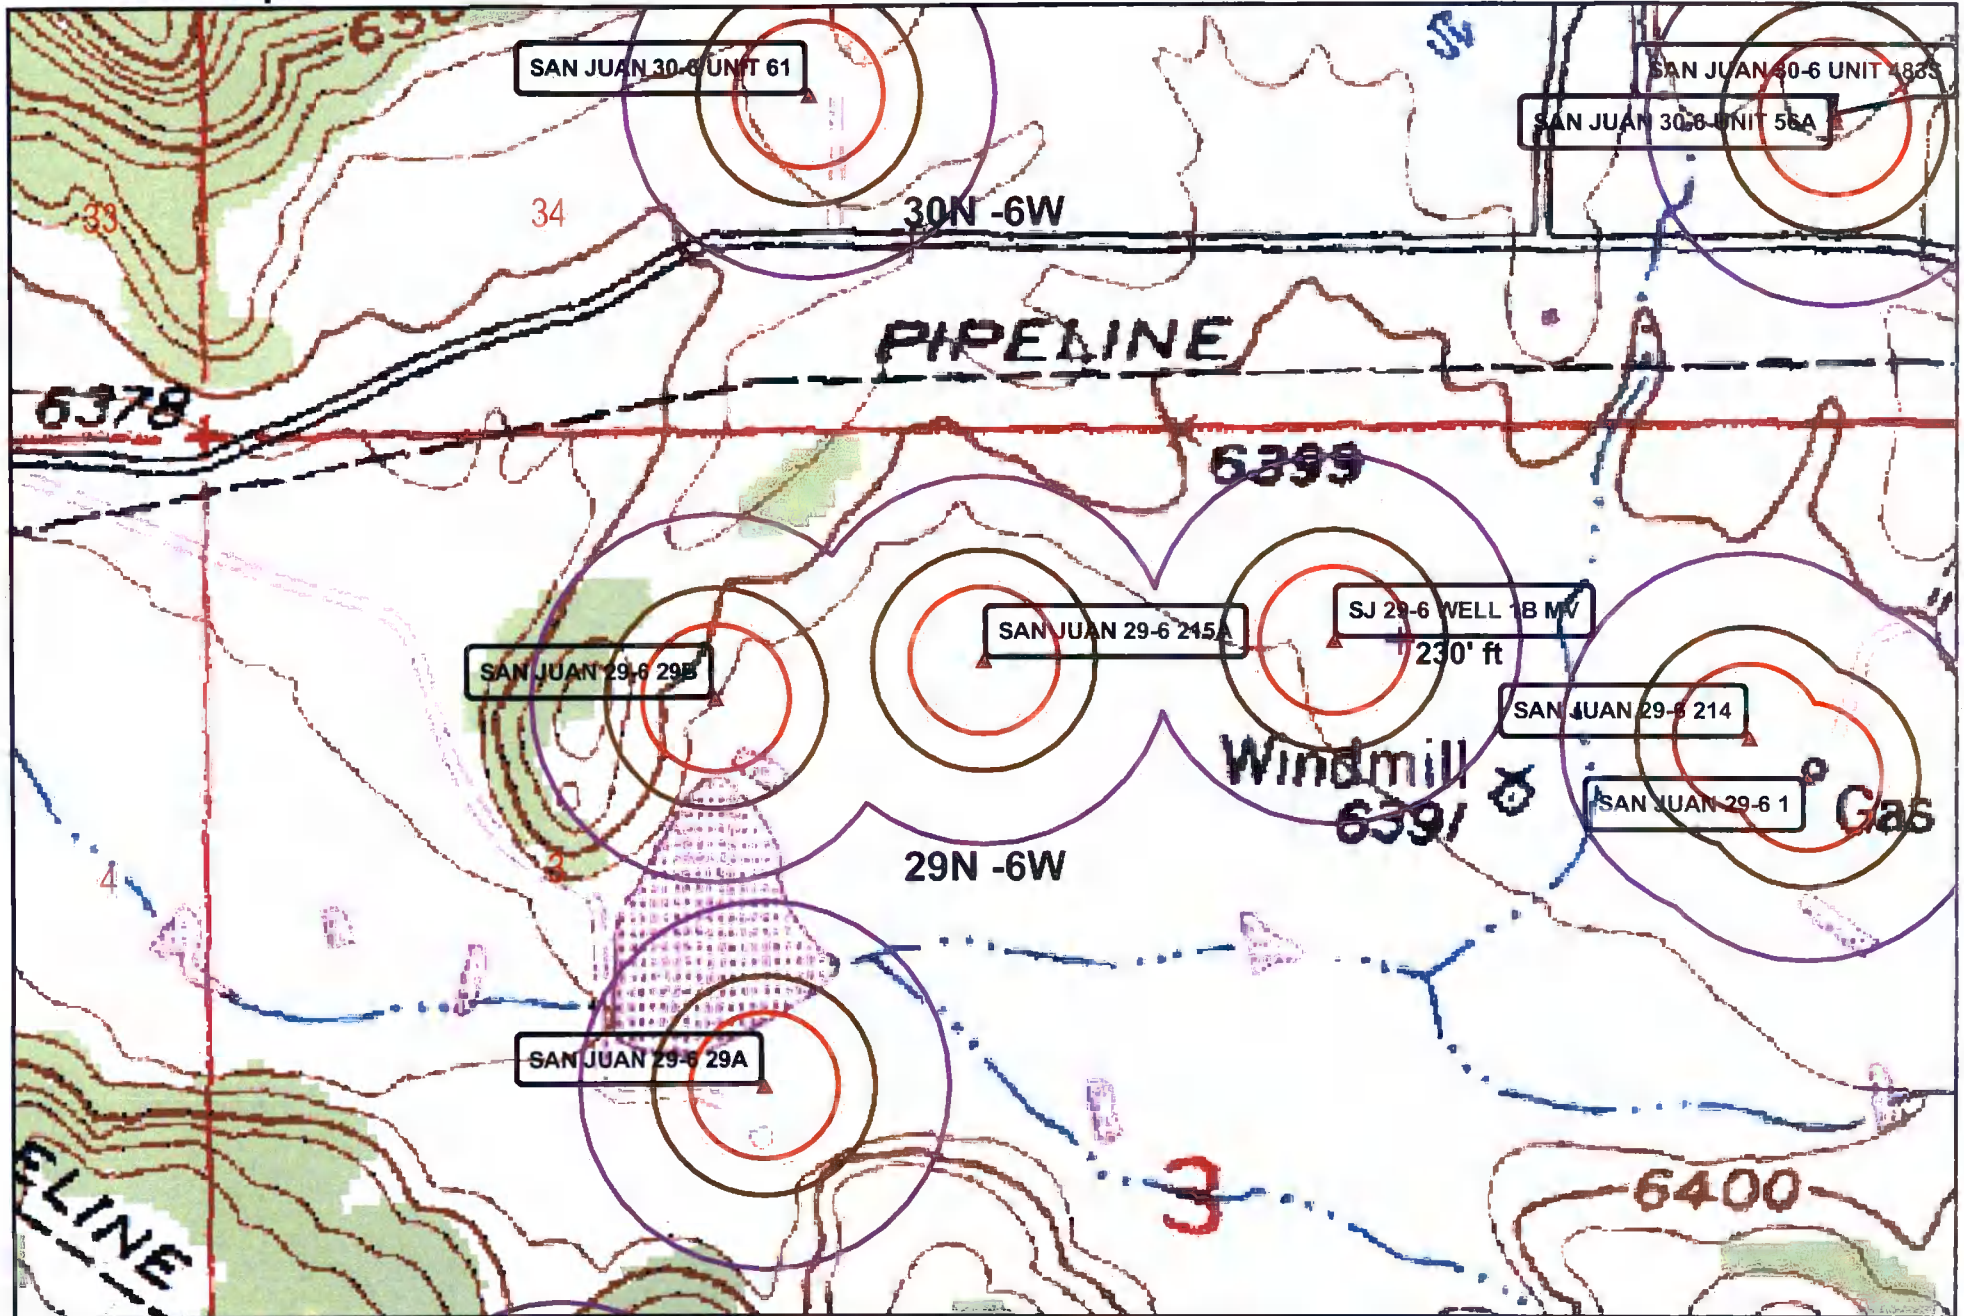 SAN JUAN 30-6 UNIT 61
SAN JUAN 30-6 UNIT 483S
SAN JUAN 30-6 UNIT 56A
33
34
30N -6W
PIPELINE
6378
6399
SAN JUAN 29-6 215A
SJ 29-6 WELL 1B MV
230' ft
SAN JUAN 29-6 29B
SAN JUAN 29-6 214
Windmill
6391
SAN JUAN 29-6 1
Gas
3
4
29N -6W
SAN JUAN 29-6 29A
3
6400
ELINE